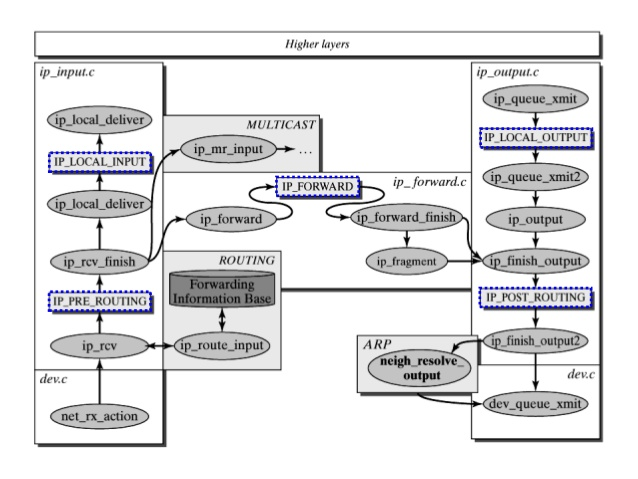 Higher layers
ip_input.c
ip_local_deliver
IP_LOCAL_INPUT
ip_local_deliver
ip_rcv_finish
IP_PRE_ROUTING
ip_rcv
dev.c
net_rx_action
MULTICAST
ip_mr_input
...
ip_forward.c
IP_FORWARD
ip_forward
ip_forward_finish
ip_fragment
ROUTING
Forwarding
Information Base
ip_route_input
ARP
neigh_resolve_
output
ip_output.c
ip_queue_xmit
IP_LOCAL_OUTPUT
ip_queue_xmit2
ip_output
ip_finish_output
IP_POST_ROUTING
ip_finish_output2
dev.c
dev_queue_xmit